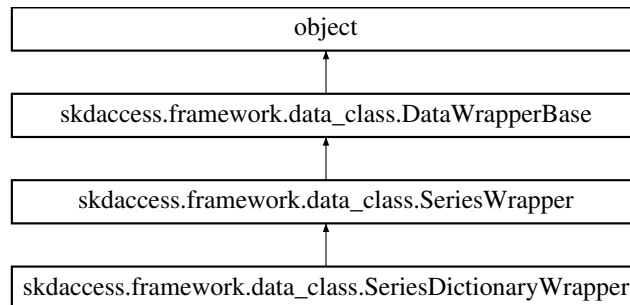 object
skdaccess.framework.data_class.DataWrapperBase
skdaccess.framework.data_class.SeriesWrapper
skdaccess.framework.data_class.SeriesDictionaryWrapper